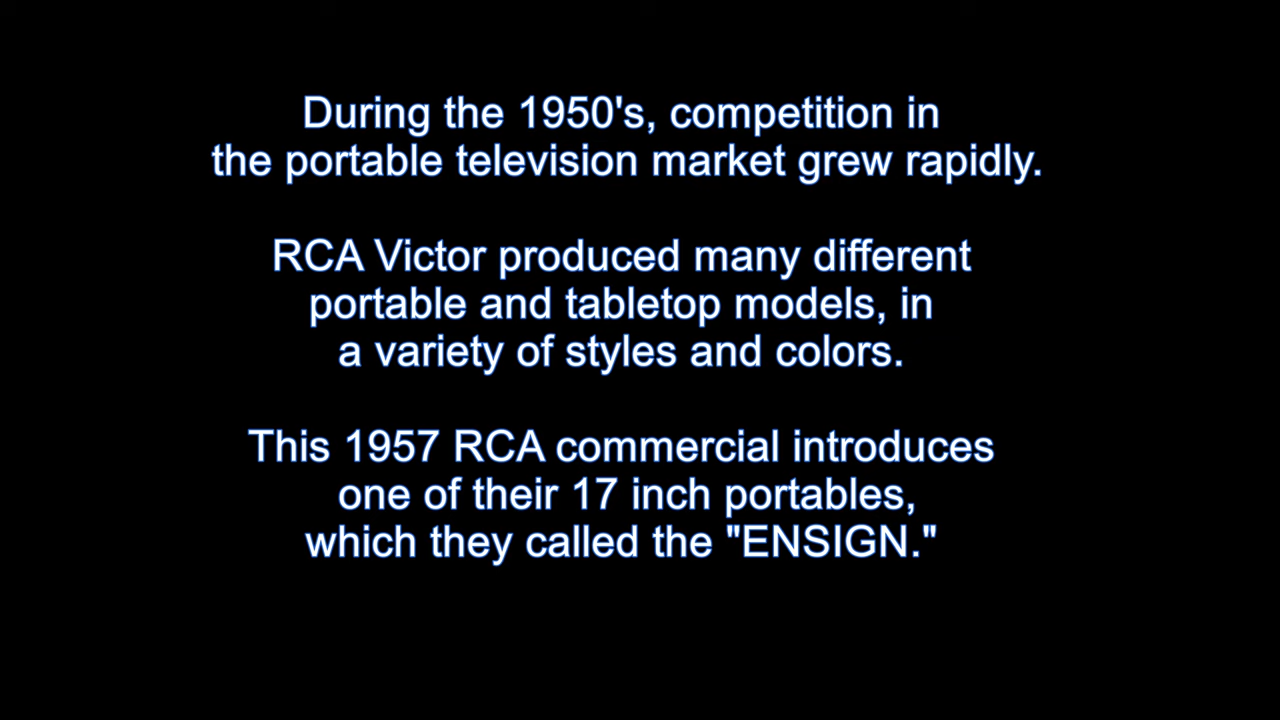 During the 1950's, competition in
the portable television market grew rapidly.
RCA Victor produced many different
portable and tabletop models, in
a variety of styles and colors.
This 1957 RCA commercial introduces
one of their 17 inch portables,
which they called the "ENSIGN."